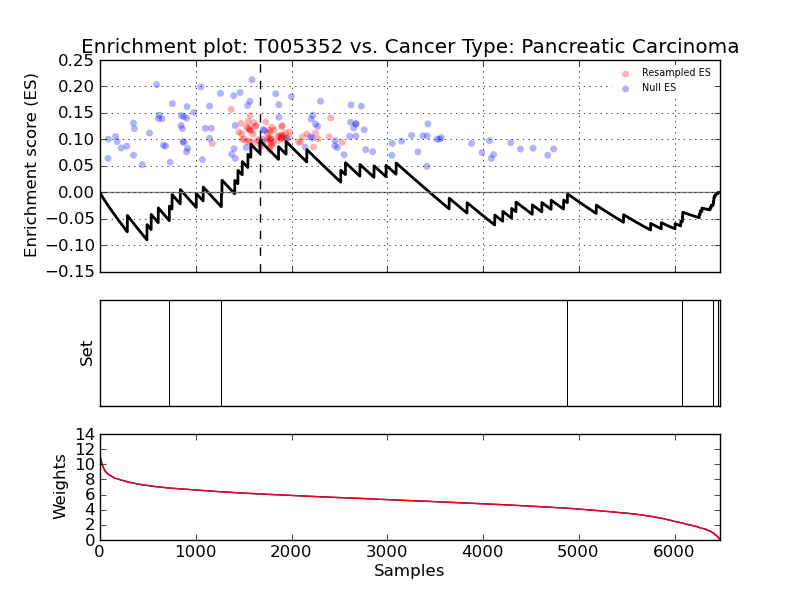 Enrichment plot: T005352 vs. Cancer Type: Pancreatic Carcinoma
0.25
0.20
0.15
0.10
0.05
0.00
−0.05
−0.10
−0.15
Enrichment score (ES)
Resampled ES
Null ES
Set
14
12
10
8
6
4
2
0
Weights
0 1000 2000 3000 4000 5000 6000
Samples